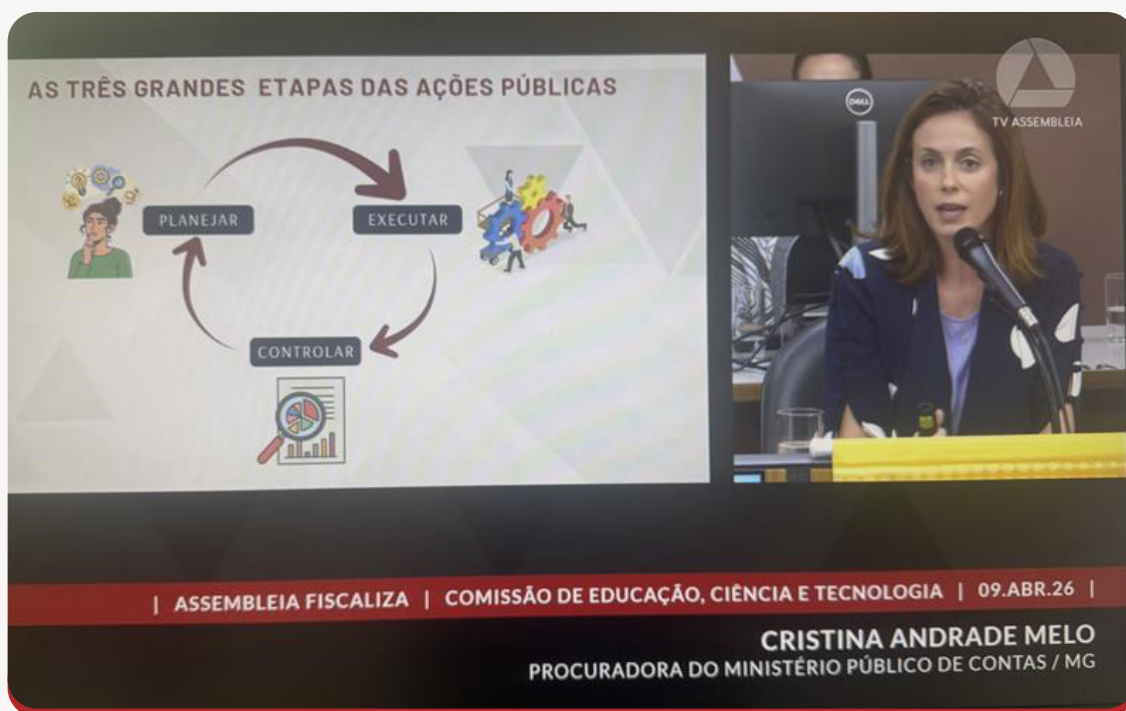 AS TRÊS GRANDES ETAPAS DAS AÇÕES PÚBLICAS
PLANEJAR
EXECUTAR
CONTROLAR
DELL
TV ASSEMBLEIA
| ASSEMBLEIA FISCALIZA | COMISSÃO DE EDUCAÇÃO, CIÊNCIA E TECNOLOGIA | 09.ABR.26 |
CRISTINA ANDRADE MELO
PROCURADORA DO MINISTÉRIO PÚBLICO DE CONTAS / MG